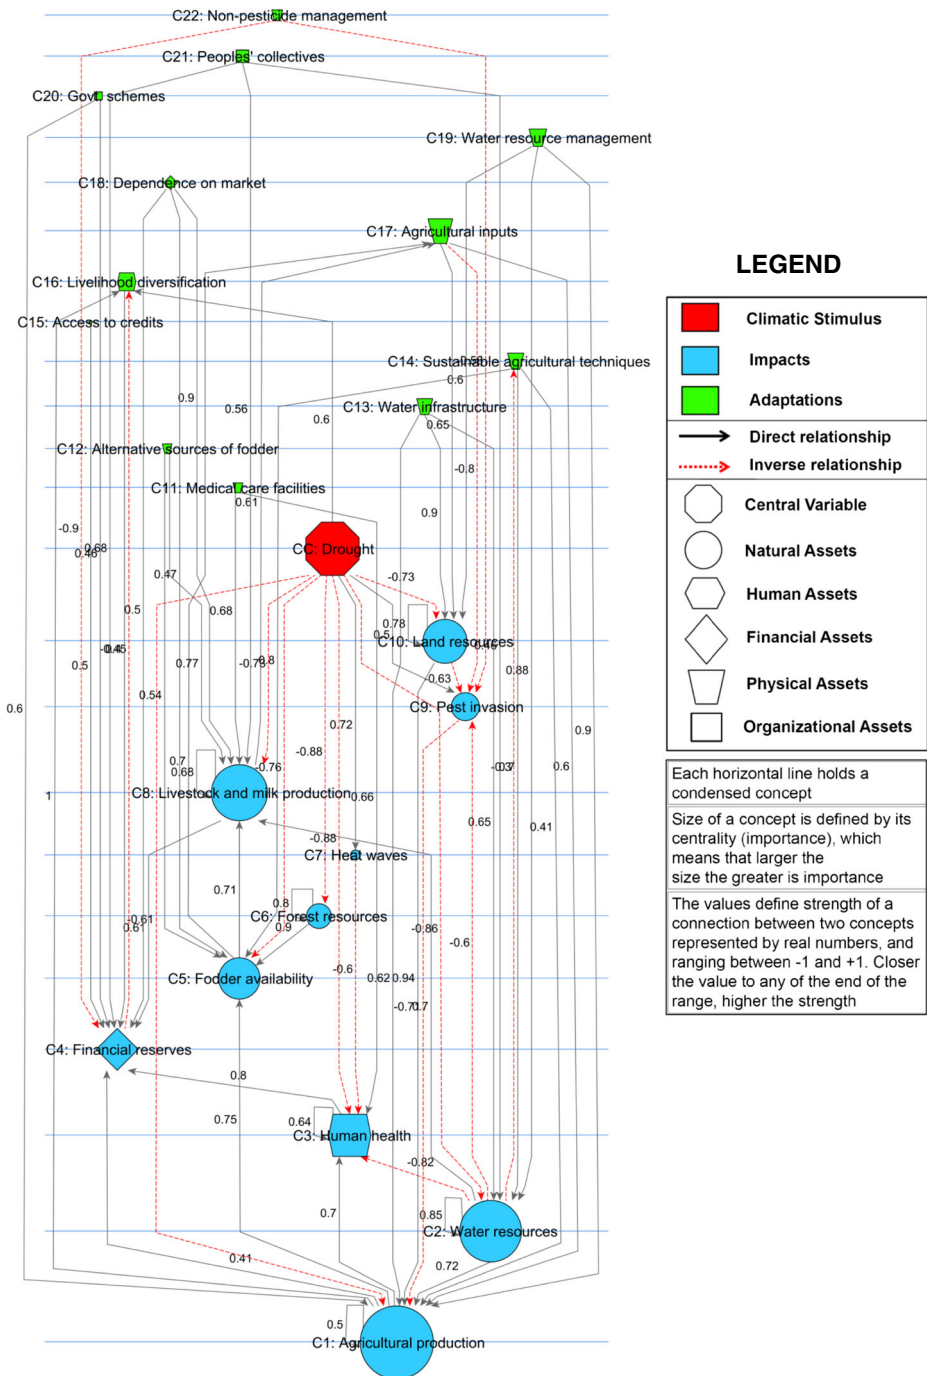 C22: Non-pesticide management
C21: Peoples' collectives
C20: Govt. schemes
C19: Water resource management
C18: Dependence on market
C17: Agricultural inputs
C16: Livelihood diversification
C15: Access to credits
C14: Sustainable agricultural techniques
0.6
0.9
C13: Water infrastructure
0.56
0.6
0.65
C12: Alternative sources of fodder
-0.8
C11: Medical care facilities
0.61
0.9
-0.9
0.46
CC: Drought
0.47
-0.73
0.5
0.68
0.78
C10: Land resources
0.5
0.77
0.88
-0.63
0.54
C9: Pest invasion
0.6
0.72
0.9
-0.88
0.7
0.68
-0.76
0.6
C8: Livestock and milk production
1
0.66
0.65
0.41
-0.88
C7: Heat waves
0.71
0.8
C6: Forest resources
-0.61
0.9
-0.86
-0.6
-0.6
C5: Fodder availability
0.62
0.94
C4: Financial reserves
0.8
0.75
0.64
C3: Human health
-0.82
0.7
0.85
C2: Water resources
0.41
0.72
0.5
C1: Agricultural production
LEGEND
Climatic Stimulus
Impacts
Adaptations
Direct relationship
Inverse relationship
Central Variable
Natural Assets
Human Assets
Financial Assets
Physical Assets
Organizational Assets
Each horizontal line holds a
condensed concept
Size of a concept is defined by its
centrality (importance), which
means that larger the
size the greater is importance
The values define strength of a
connection between two concepts
represented by real numbers, and
ranging between -1 and +1. Closer
the value to any of the end of the
range, higher the strength